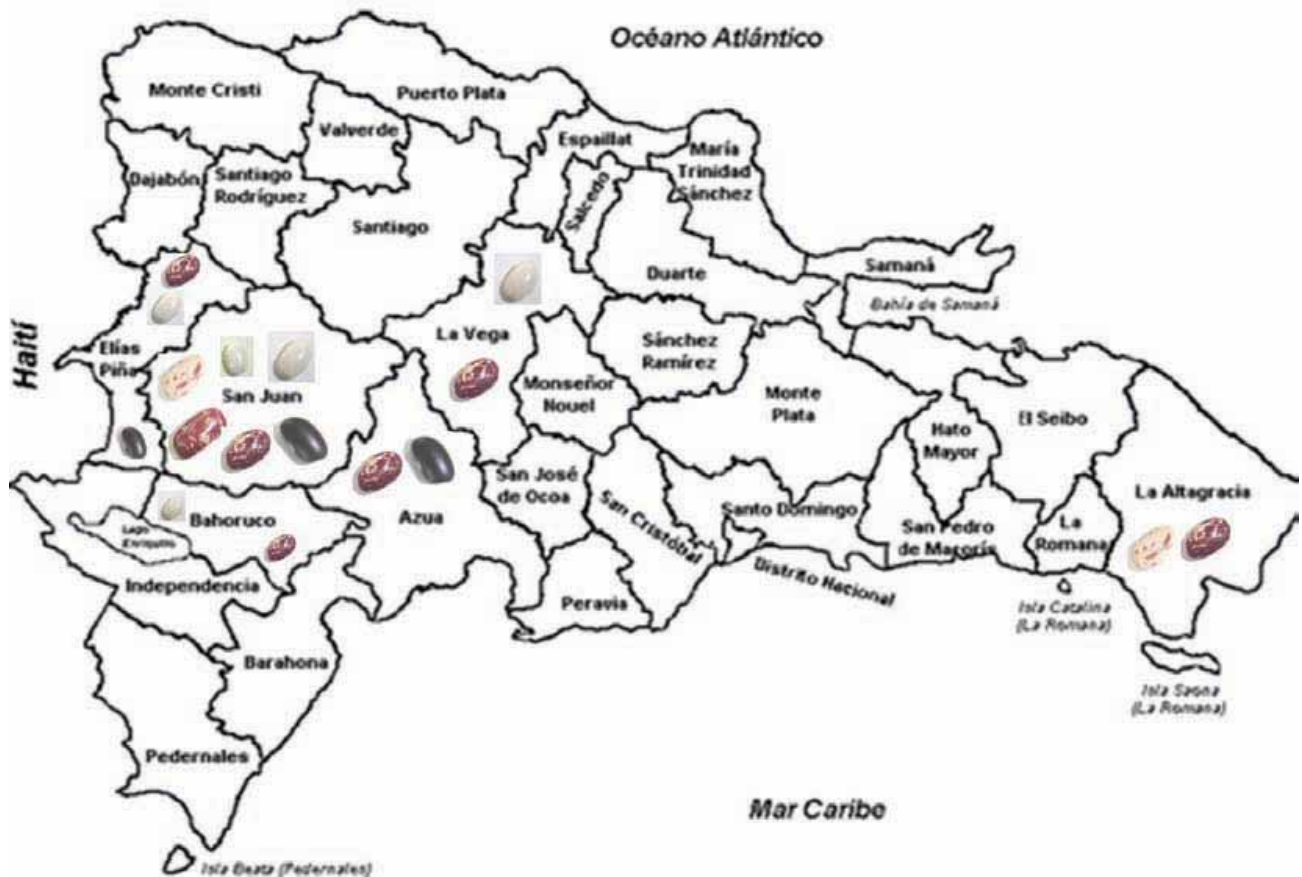 Océano Atlántico
Monte Cristi
Puerto Plata
Valverde
Espaillat
María
Trinidad
Sánchez
Dajabón
Santiago
Rodríguez
Salcedo
Santiago
Samaná
Duarte
Bahía de Samaná
Haití
Elías
Piña
La Vega
Sánchez
Ramírez
San Juan
Monseñor
Nouel
Monte
Plata
El Seibo
Hato
Mayor
San José
de Ocoa
La Altagracia
Bahoruco
Azua
San Cristóbal
Santo Domingo
San Pedro
de Macorís
La
Romana
Lago
Enriquillo
Independencia
Peravia
Distrito Nacional
Isla Catalina
(La Romana)
Barahona
Isla Saona
(La Romana)
Pedernales
Mar Caribe
Isla Beata (Pedernales)